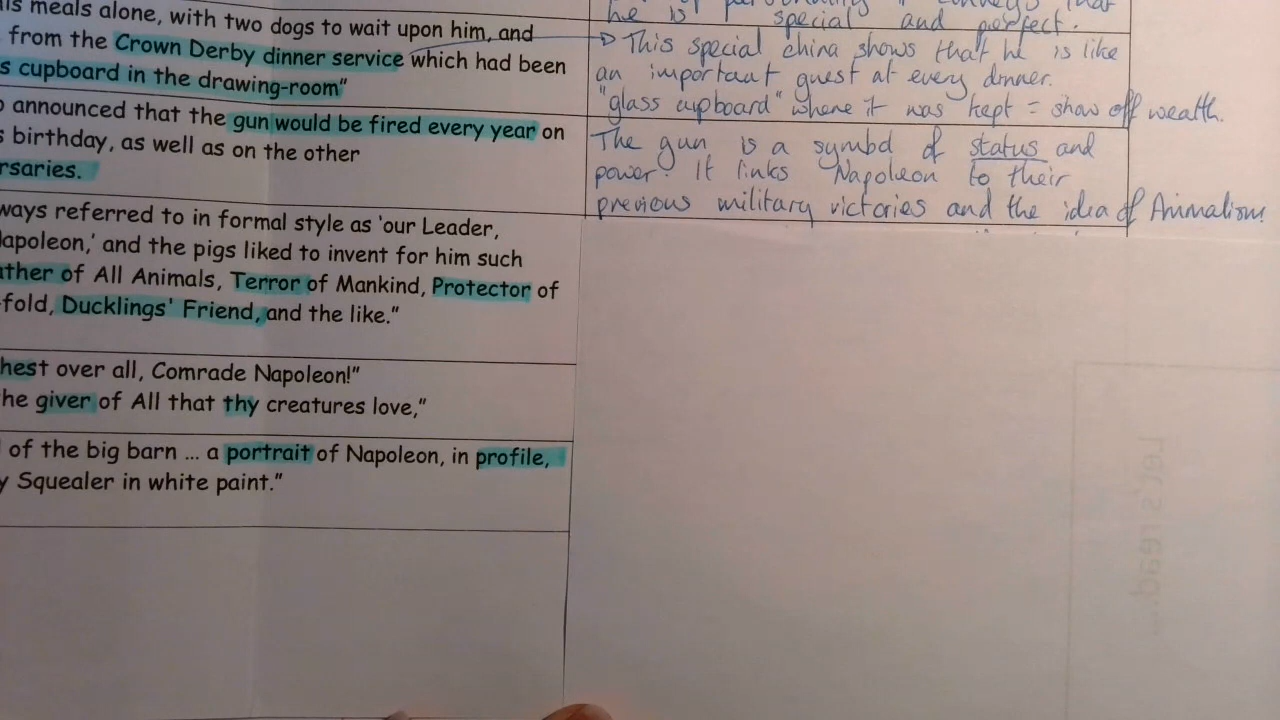 his meals alone, with two dogs to wait upon him, and
from the Crown Derby dinner service which had been
s cupboard in the drawing-room"
announced that the gun would be fired every year on
s birthday, as well as on the other
rsaries.
ways referred to in formal style as 'our Leader,
Napoleon,' and the pigs liked to invent for him such
ather of All Animals, Terror of Mankind, Protector of
-fold, Ducklings' Friend, and the like."
hest over all, Comrade Napoleon!"
he giver of All that thy creatures love,"
of the big barn ... a portrait of Napoleon, in profile,
y Squealer in white paint."
he is special and perfect.
This special china shows that he is like
an important guest at every dinner.
"glass cupboard" where it was kept = show off wealth.
The gun is a symbol of status and
power. It links Napoleon to their
previous military victories and the idea of Animalism.
Let's read...